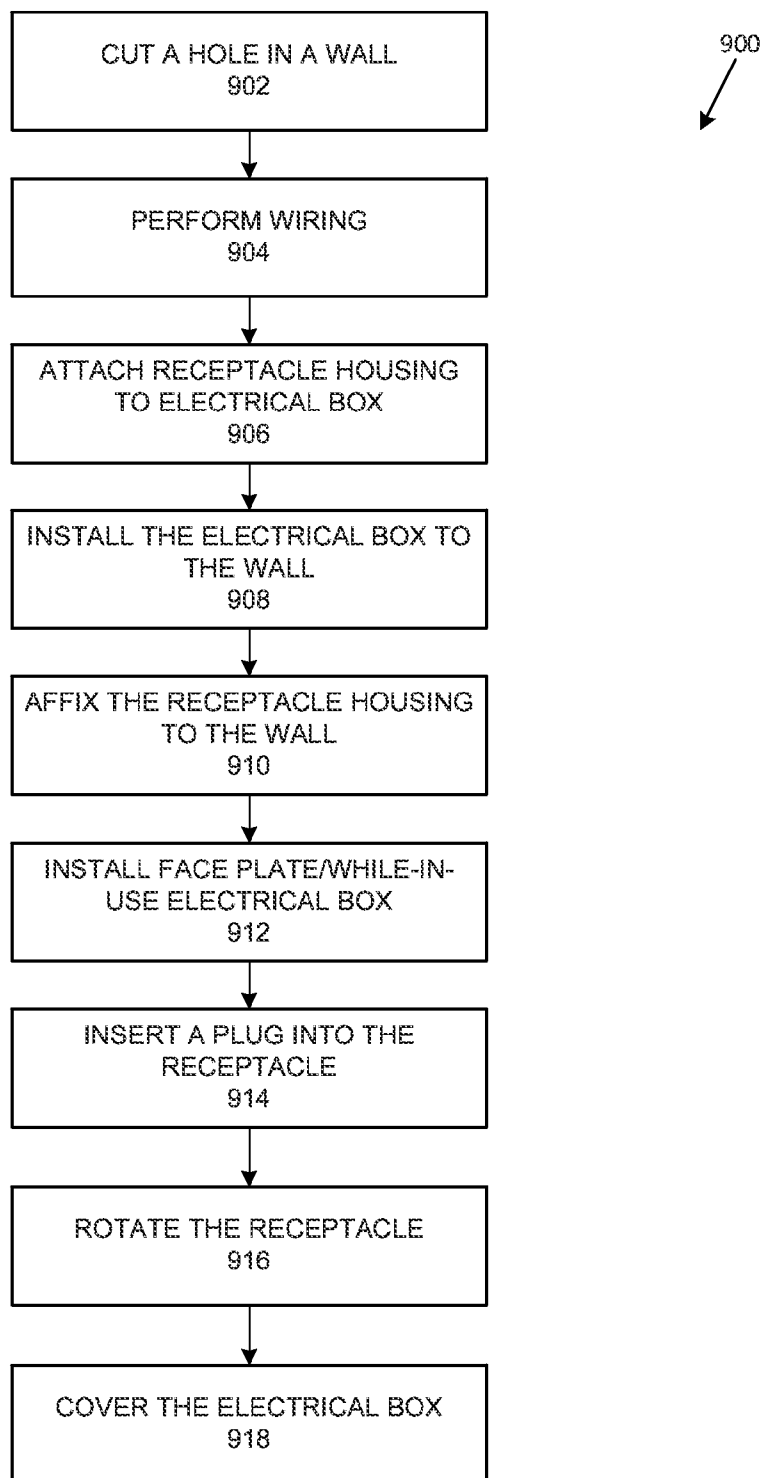 CUT A HOLE IN A WALL
902
900
PERFORM WIRING
904
ATTACH RECEPTACLE HOUSING
TO ELECTRICAL BOX
906
INSTALL THE ELECTRICAL BOX TO
THE WALL
908
AFFIX THE RECEPTACLE HOUSING
TO THE WALL
910
INSTALL FACE PLATE/WHILE-IN-
USE ELECTRICAL BOX
912
INSERT A PLUG INTO THE
RECEPTACLE
914
ROTATE THE RECEPTACLE
916
COVER THE ELECTRICAL BOX
918